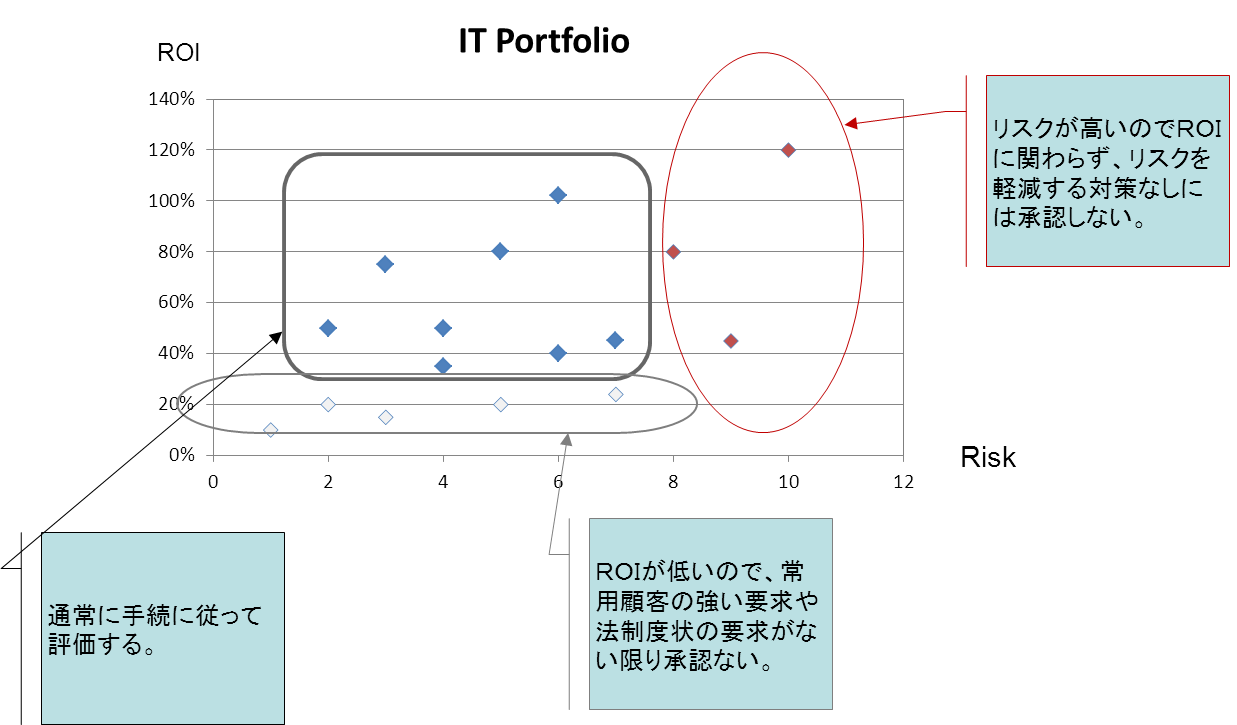 IT Portfolio
ROI
140%
120%
100%
80%
60%
40%
20%
0%
0 2 4 6 8 10 12
Risk
リスクが高いのでＲＯＩ
に関わらず、リスクを
軽減する対策なしに
は承認しない。
通常に手続に従って
評価する。
ＲＯＩが低いので、常
用顧客の強い要求や
法制度状の要求がな
い限り承認ない。